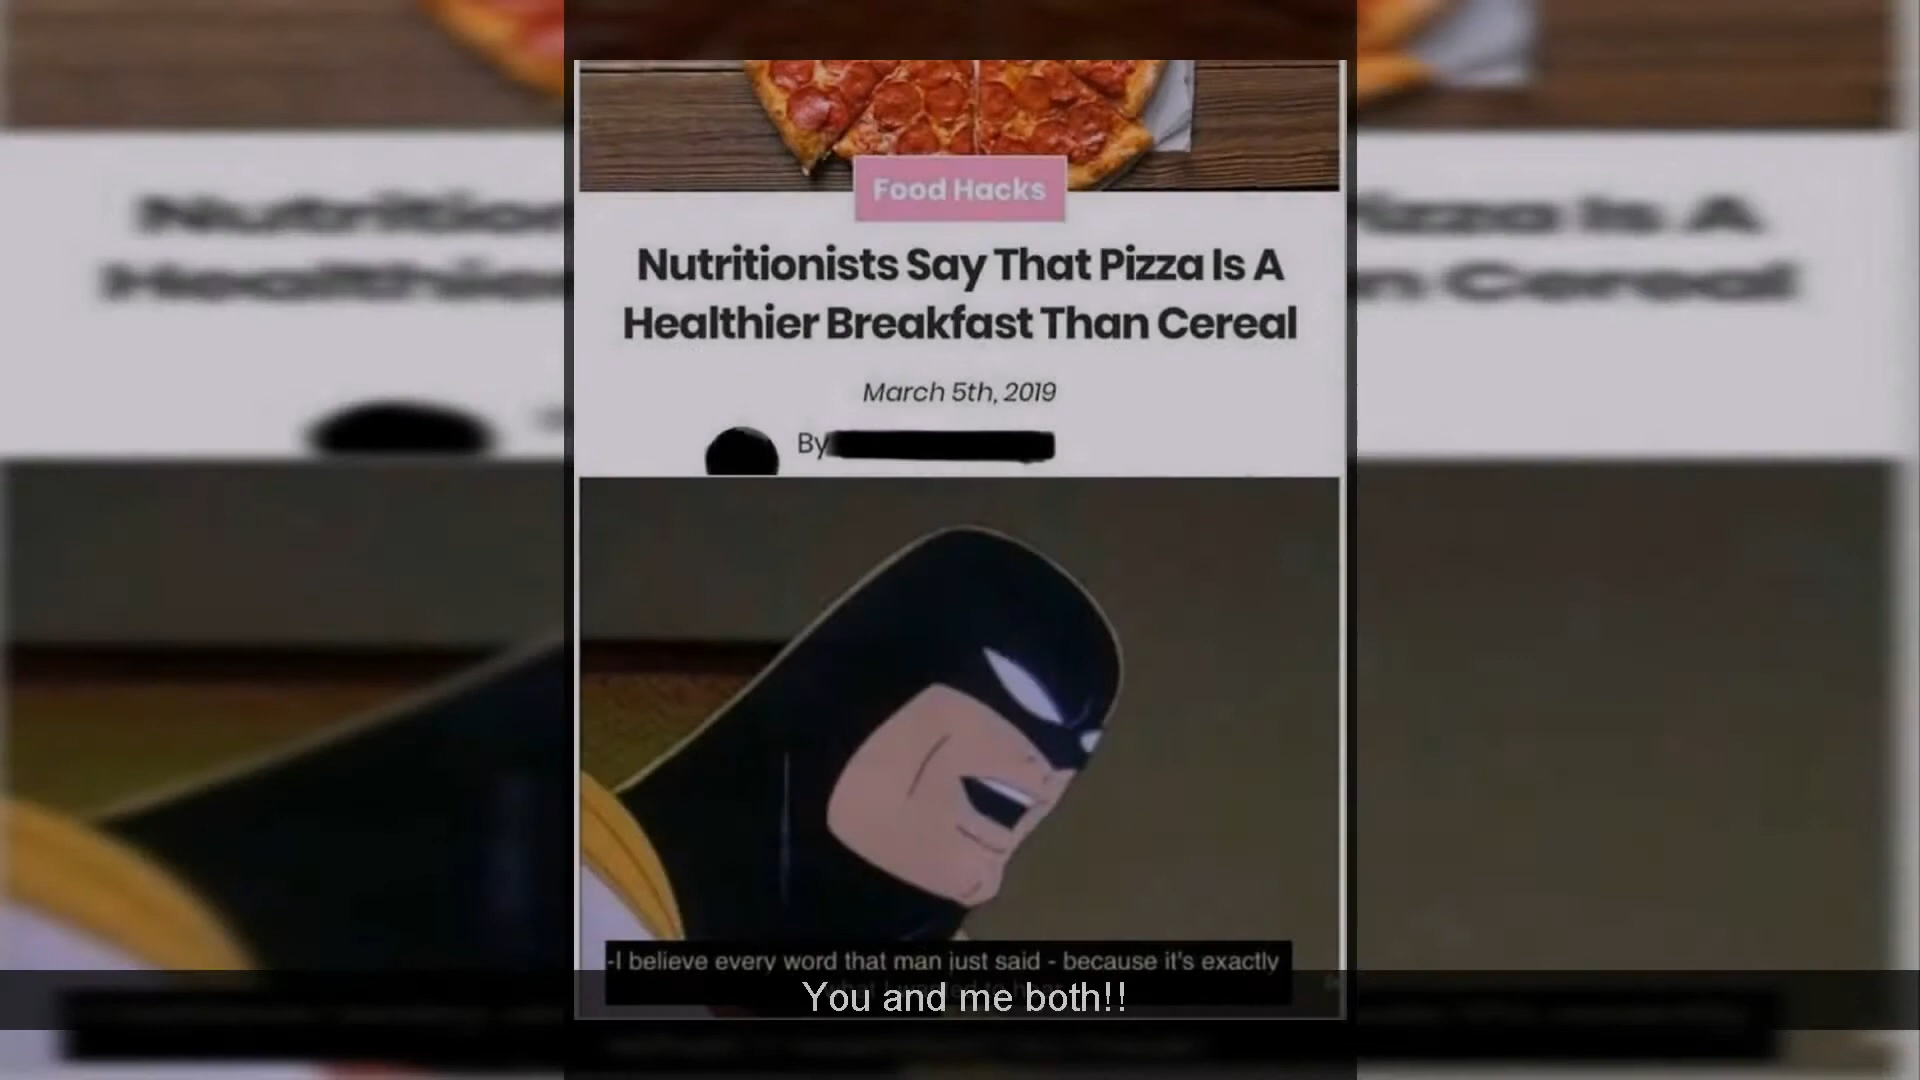 Food Hacks
Nutritionists Say That Pizza Is A
Healthier Breakfast Than Cereal
March 5th, 2019
By
-I believe every word that man just said - because it's exactly
You and me both!!